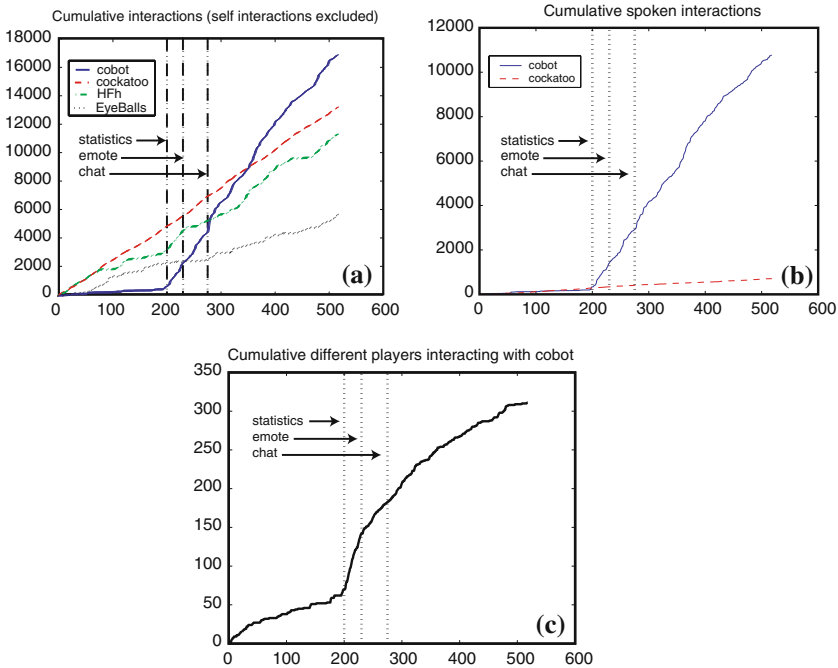 Cumulative interactions (self interactions excluded)
18000
16000
14000
12000
10000
8000
6000
4000
2000
0
cobot
cockatoo
HFh
EyeBalls
statistics
emote
chat
(a)
0 100 200 300 400 500 600
Cumulative spoken interactions
12000
10000
8000
6000
4000
2000
0
cobot
cockatoo
statistics
emote
chat
(b)
0 100 200 300 400 500 600
Cumulative different players interacting with cobot
350
300
250
200
150
100
50
0
statistics
emote
chat
(c)
0 100 200 300 400 500 600